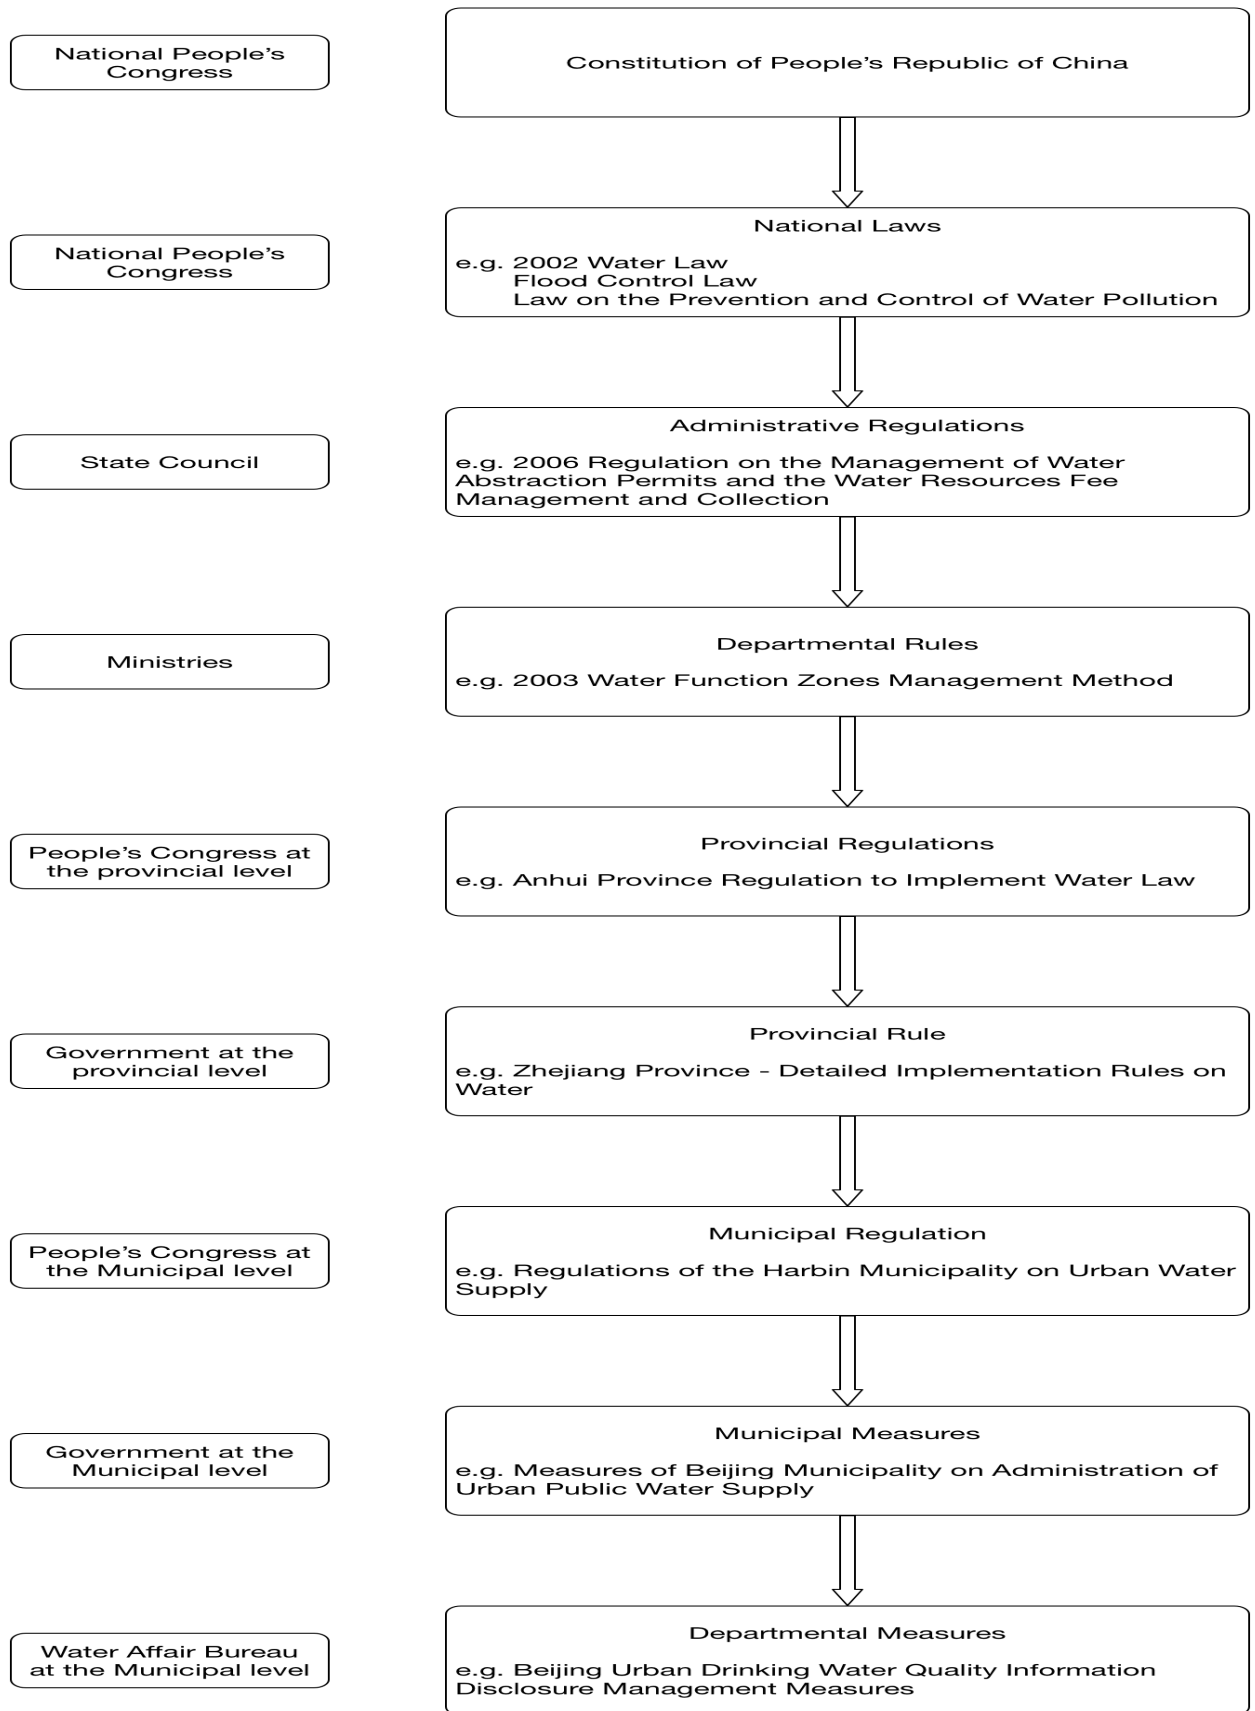 National People’s
Congress
Constitution of People’s Republic of China
National People’s
Congress
National Laws
e.g. 2002 Water Law
Flood Control Law
Law on the Prevention and Control of Water Pollution
State Council
Administrative Regulations
e.g. 2006 Regulation on the Management of Water
Abstraction Permits and the Water Resources Fee
Management and Collection
Ministries
Departmental Rules
e.g. 2003 Water Function Zones Management Method
People’s Congress at
the provincial level
Provincial Regulations
e.g. Anhui Province Regulation to Implement Water Law
Government at the
provincial level
Provincial Rule
e.g. Zhejiang Province - Detailed Implementation Rules on
Water
People’s Congress at
the Municipal level
Municipal Regulation
e.g. Regulations of the Harbin Municipality on Urban Water
Supply
Government at the
Municipal level
Municipal Measures
e.g. Measures of Beijing Municipality on Administration of
Urban Public Water Supply
Water Affair Bureau
at the Municipal level
Departmental Measures
e.g. Beijing Urban Drinking Water Quality Information
Disclosure Management Measures